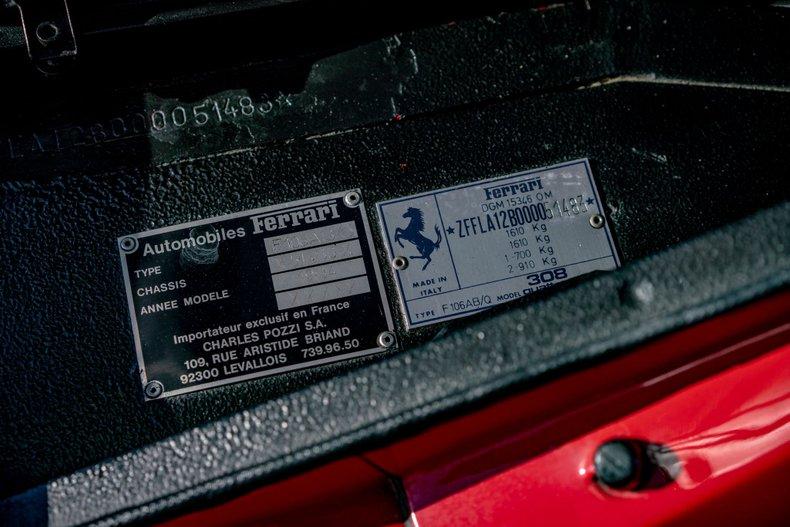 0000051483*
Automobiles Ferrari
TYPE
CHASSIS
ANNEE MODELE
Importateur exclusif en France
CHARLES POZZI S.A.
109, RUE ARISTIDE BRIAND
92300 LEVALLOIS 739.96.50
Ferrari
DGM 15346 OM
*ZFFLA12B000051483*
1610 Kg
1610 Kg
1-700 Kg
2-910 Kg
MADE IN
ITALY
308
TYPE F106AB/Q MODEL